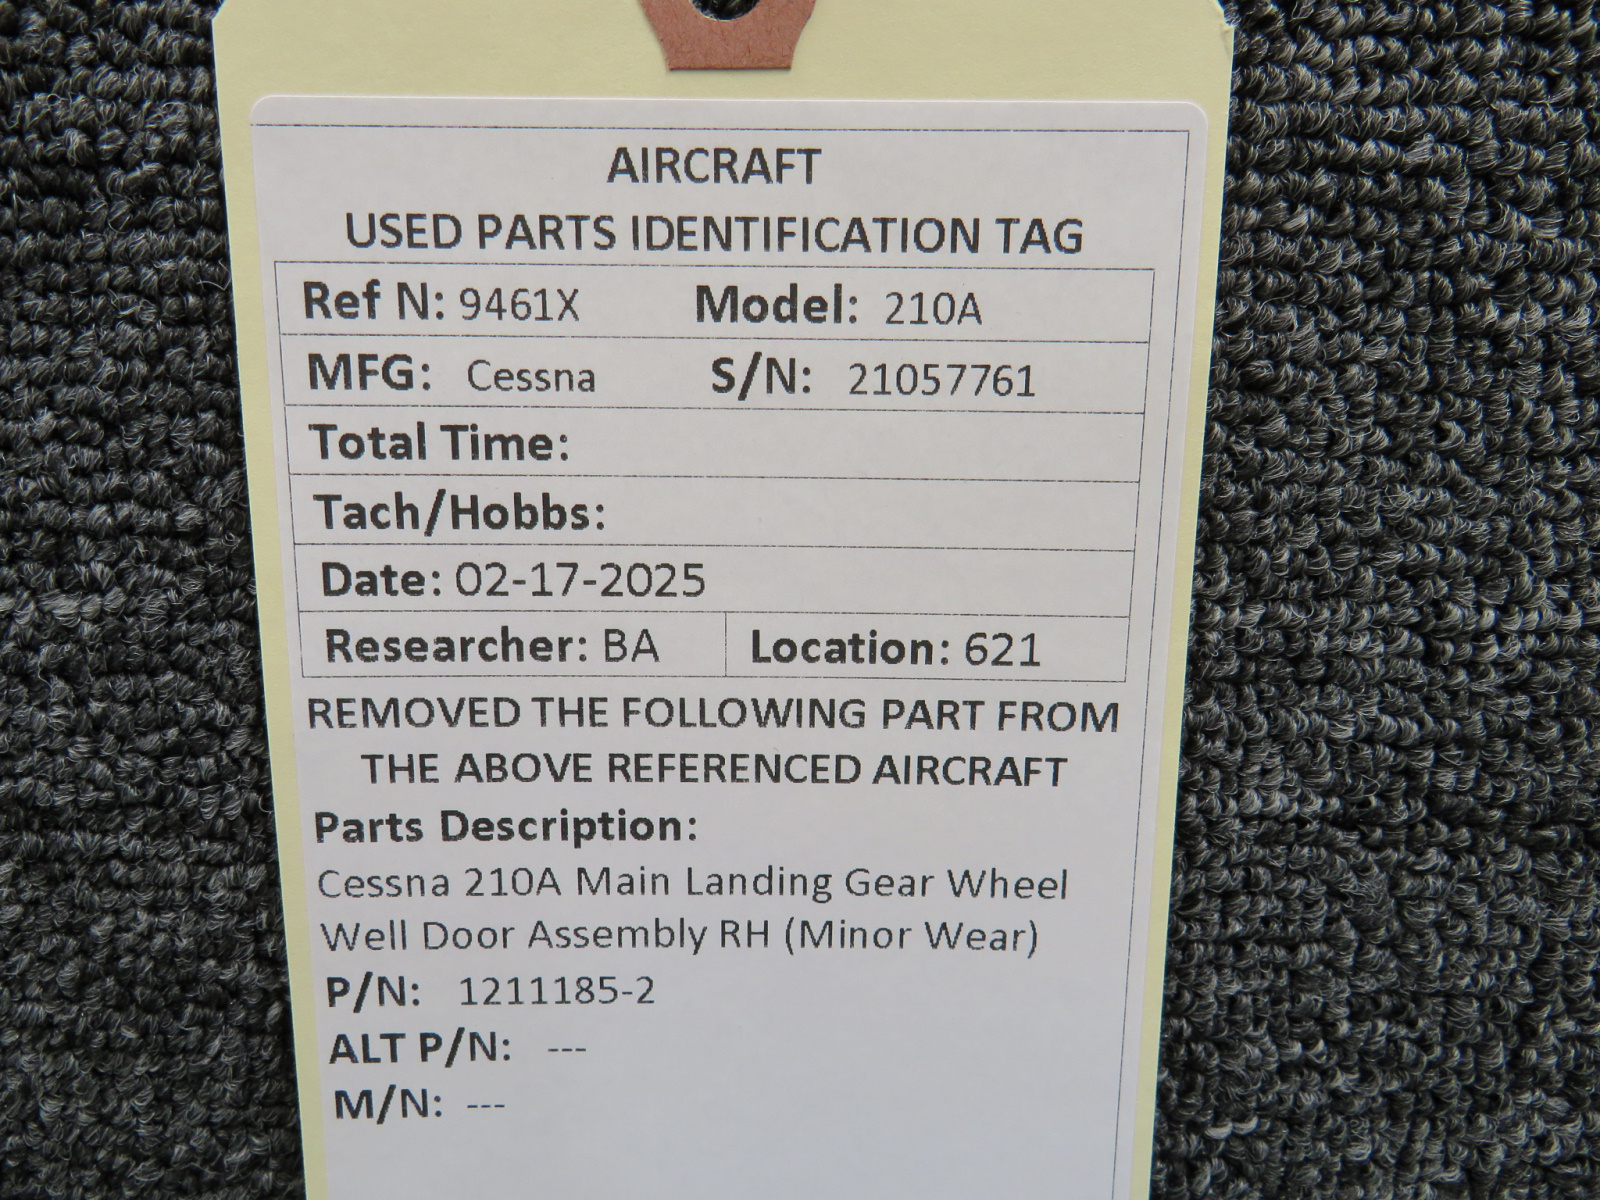 AIRCRAFT
USED PARTS IDENTIFICATION TAG
Ref N: 9461X Model: 210A
MFG: Cessna S/N: 21057761
Total Time:
Tach/Hobbs:
Date: 02-17-2025
Researcher: BA Location: 621
REMOVED THE FOLLOWING PART FROM
THE ABOVE REFERENCED AIRCRAFT
Parts Description:
Cessna 210A Main Landing Gear Wheel
Well Door Assembly RH (Minor Wear)
P/N: 1211185-2
ALT P/N: ---
M/N: ---